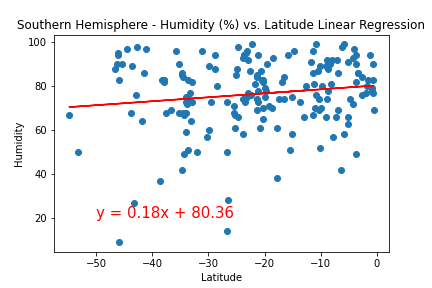 Southern Hemisphere - Humidity (%) vs. Latitude Linear Regression
100
80
60
40
20
Humidity
y = 0.18x + 80.36
−50 −40 −30 −20 −10 0
Latitude